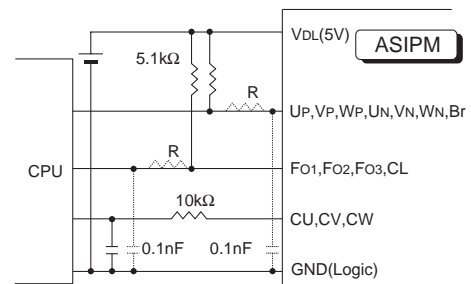 VDL(5V)
ASIPM
5.1kΩ
R
UP,VP,WP,UN,VN,WN,Br
R
CPU
FO1,FO2,FO3,CL
10kΩ
CU,CV,CW
0.1nF
0.1nF
GND(Logic)